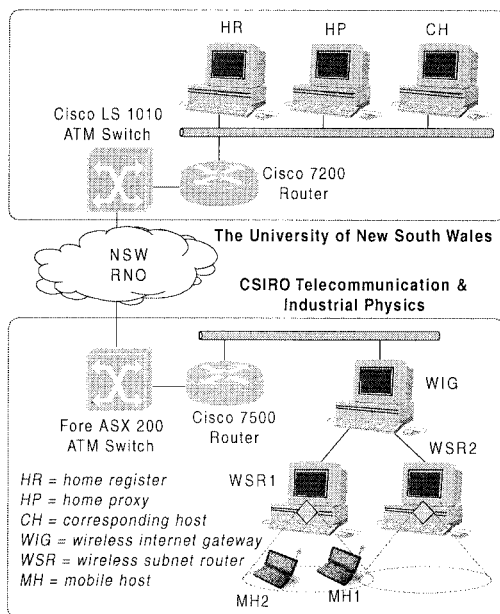 HR
HP
CH
Cisco LS 1010
ATM Switch
Cisco 7200
Router
The University of New South Wales
NSW
RNO
CSIRO Telecommunication &
Industrial Physics
WIG
Fore ASX 200
ATM Switch
Cisco 7500
Router
WSR1
WSR2
HR = home register
HP = home proxy
CH = corresponding host
WIG = wireless internet gateway
WSR = wireless subnet router
MH = mobile host
MH2
MH1